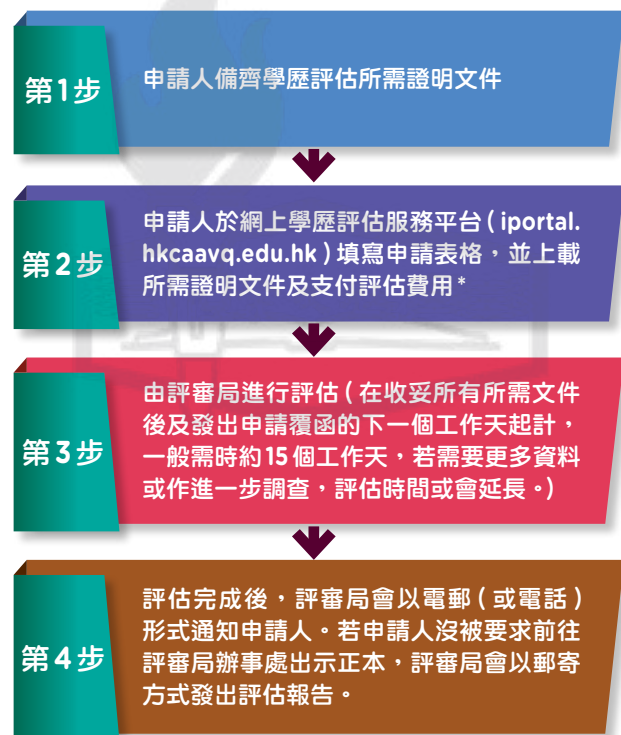 第1步
申請人備齊學歷評估所需證明文件
第2步
申請人於網上學歷評估服務平台(iportal.
hkcaavq.edu.hk)填寫申請表格，並上載
所需證明文件及支付評估費用*
第3步
由評審局進行評估(在收妥所有所需文件
後及發出申請覆函的下一個工作天起計，
一般需時約15個工作天，若需要更多資料
或作進一步調查，評估時間或會延長。)
第4步
評估完成後，評審局會以電郵(或電話)
形式通知申請人。若申請人沒被要求前往
評審局辦事處出示正本，評審局會以郵寄
方式發出評估報告。